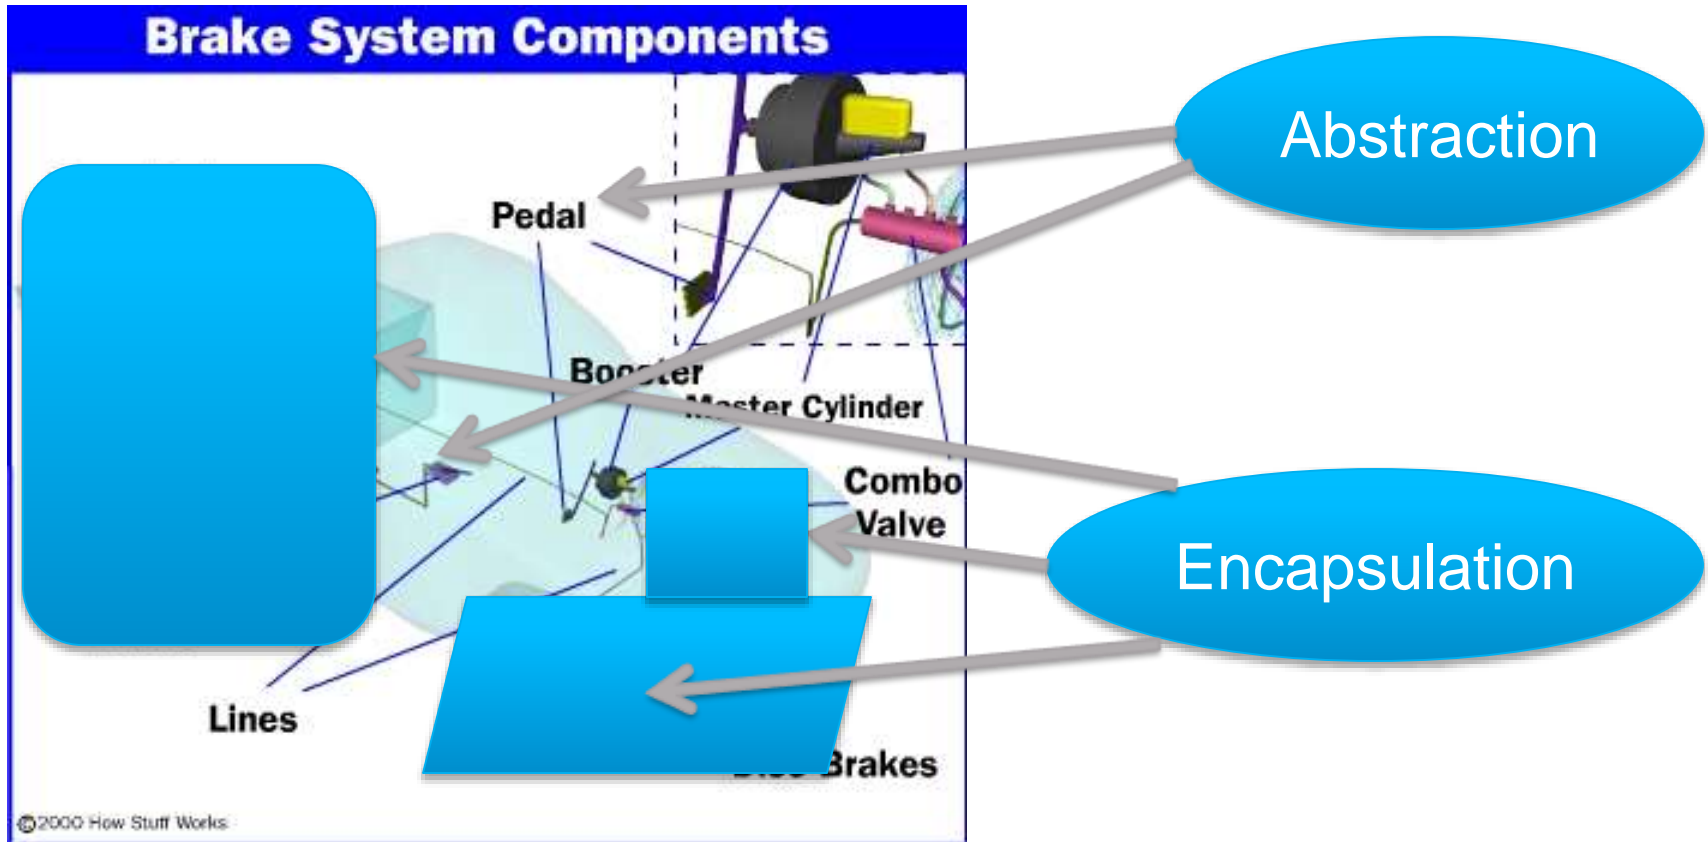 Brake System Components
Abstraction
Pedal
Booster
Master Cylinder
Combo
Valve
Encapsulation
Lines
Brakes
©2000 How Stuff Works